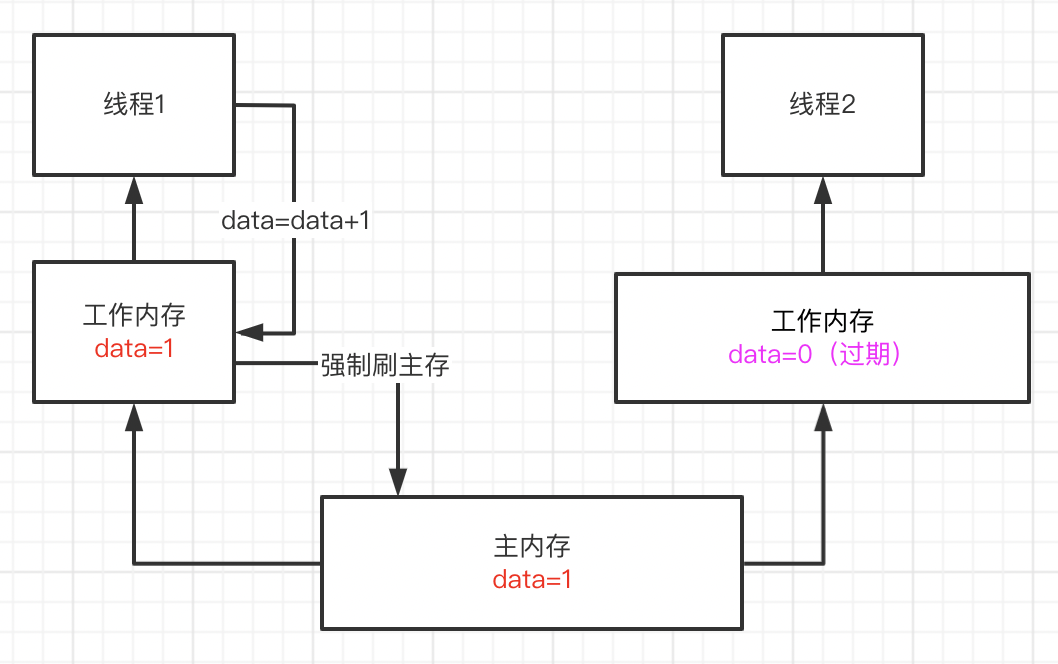 线程1
线程2
data=data+1
工作内存
data=1
工作内存
data=0（过期）
强制刷主存
主内存
data=1